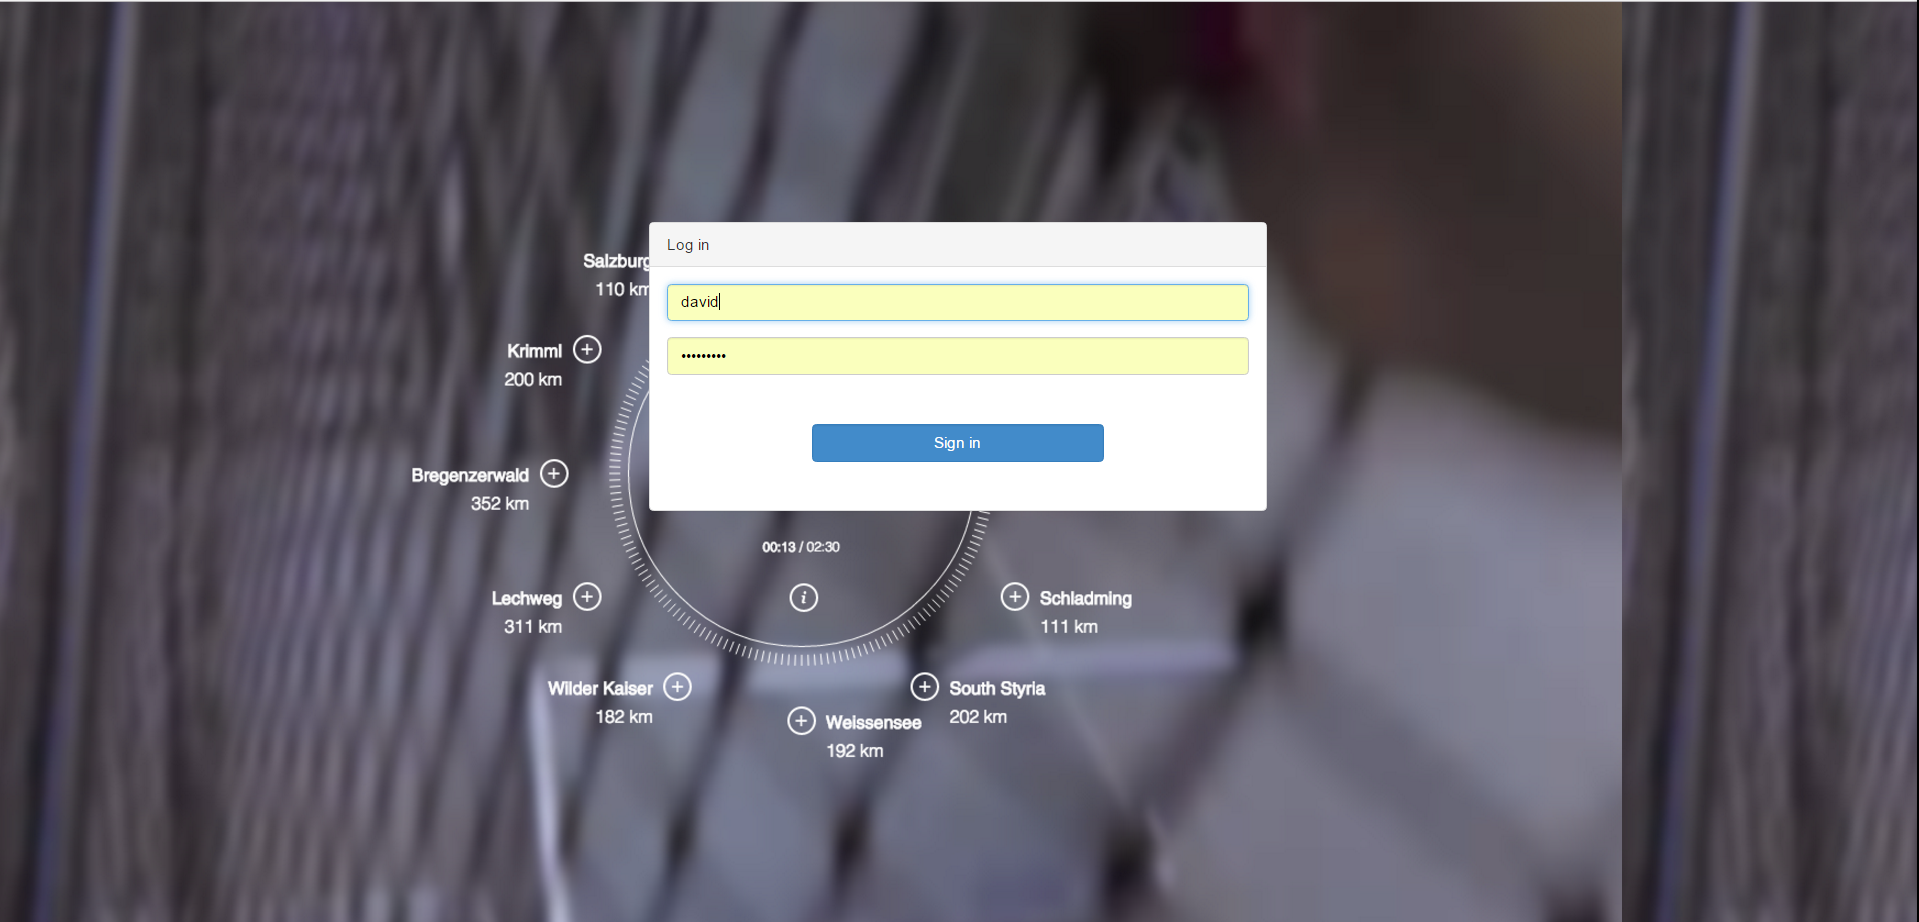 Log in
david
•••••••••
Sign in
Salzburg
110 km
Krimml
200 km
Bregenzerwald
352 km
00:13 / 02:30
i
Lechweg
311 km
Schladming
111 km
Wilder Kaiser
182 km
South Styria
202 km
Weissensee
192 km